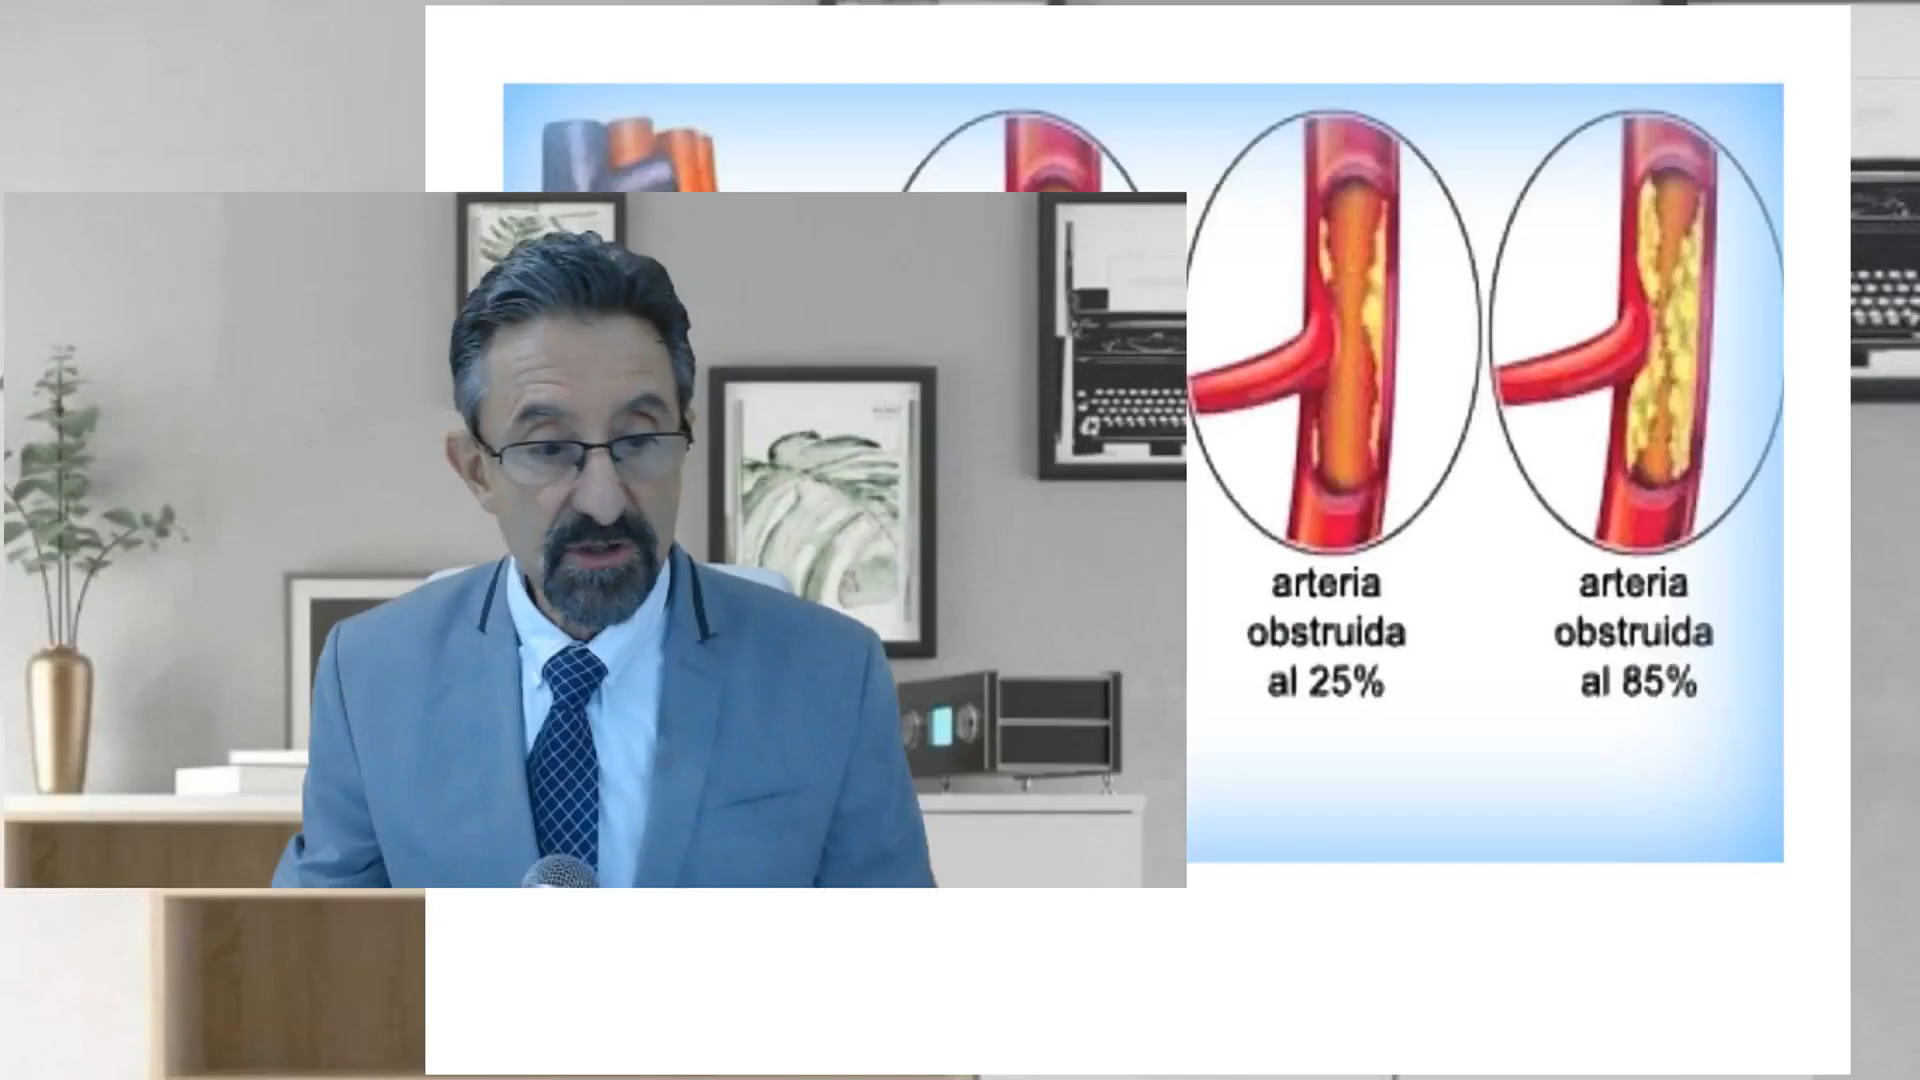 arteria
obstruida
al 25%
arteria
obstruida
al 85%